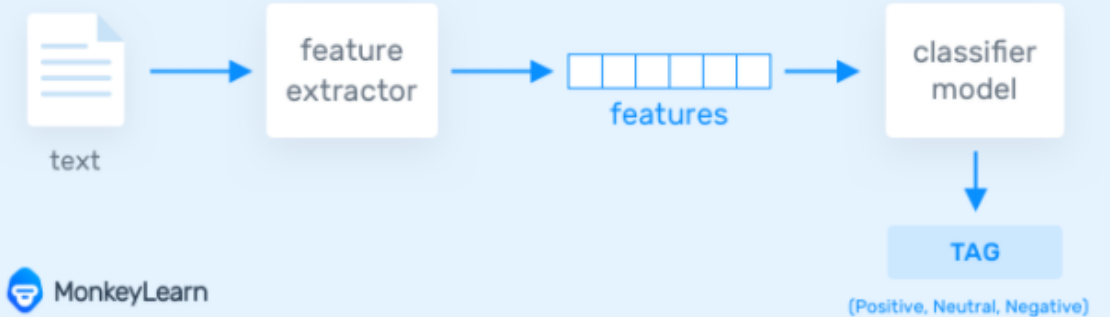 text
feature
extractor
features
classifier
model
TAG
(Positive, Neutral, Negative)
MonkeyLearn